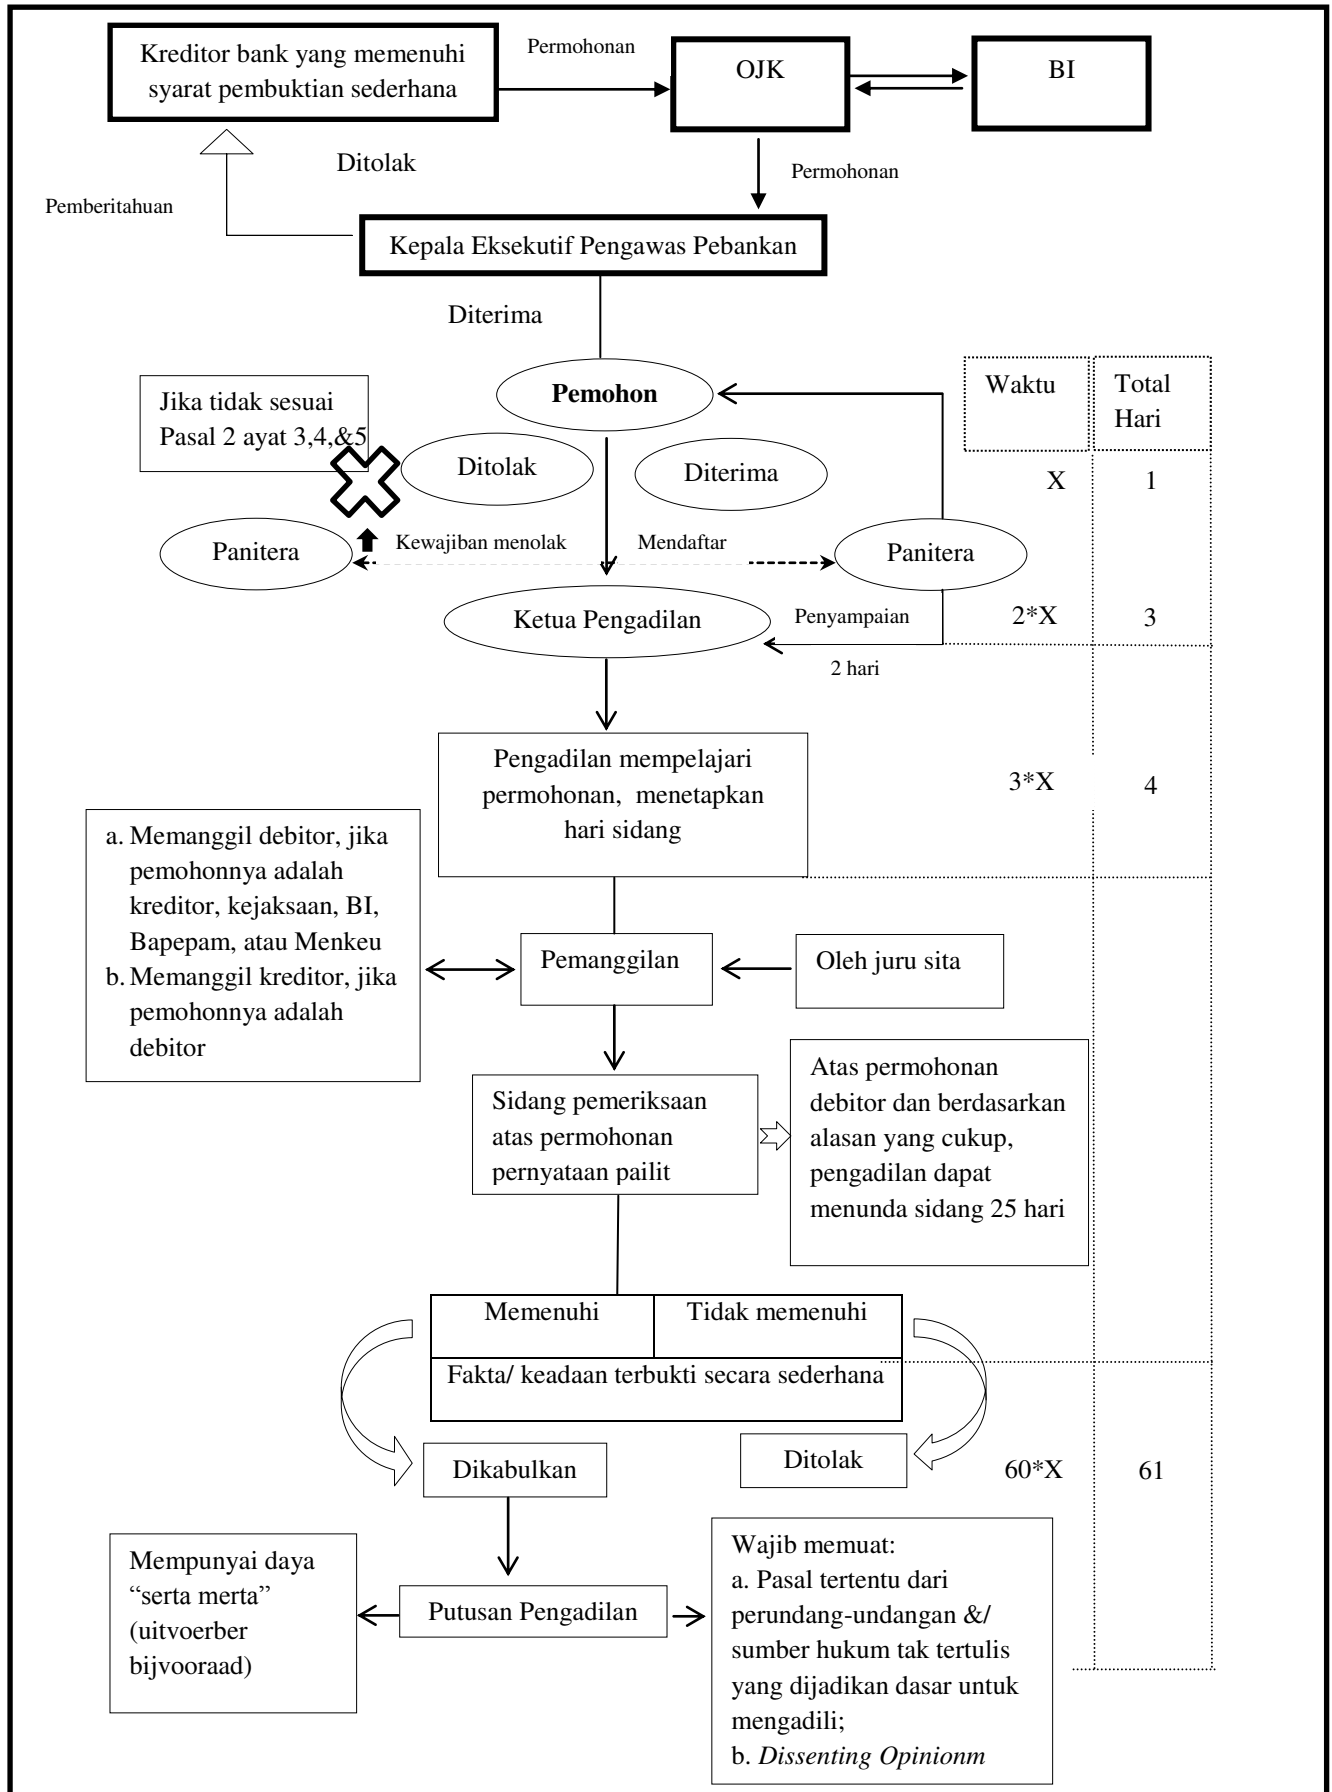 Kreditor bank yang memenuhi
syarat pembuktian sederhana
Permohonan
OJK
BI
Ditolak
Permohonan
Pemberitahuan
Kepala Eksekutif Pengawas Pebankan
Diterima
Pemohon
Waktu
Total
Hari
Jika tidak sesuai
Pasal 2 ayat 3,4,&5
Ditolak
Diterima
X
1
Panitera
Kewajiban menolak
Mendaftar
Panitera
Ketua Pengadilan
Penyampaian
2*X
3
2 hari
Pengadilan mempelajari
permohonan, menetapkan
hari sidang
3*X
4
a. Memanggil debitor, jika
pemohonnya adalah
kreditor, kejaksaan, BI,
Bapepam, atau Menkeu
b. Memanggil kreditor, jika
pemohonnya adalah
debitor
Pemanggilan
Oleh juru sita
Sidang pemeriksaan
atas permohonan
pernyataan pailit
Atas permohonan
debitor dan berdasarkan
alasan yang cukup,
pengadilan dapat
menunda sidang 25 hari
Memenuhi
Tidak memenuhi
Fakta/ keadaan terbukti secara sederhana
Dikabulkan
Ditolak
60*X
61
Mempunyai daya
“serta merta”
(uitvoerber
bijvooraad)
Putusan Pengadilan
Wajib memuat:
a. Pasal tertentu dari
perundang-undangan &/
sumber hukum tak tertulis
yang dijadikan dasar untuk
mengadili;
b. Dissenting Opinionm